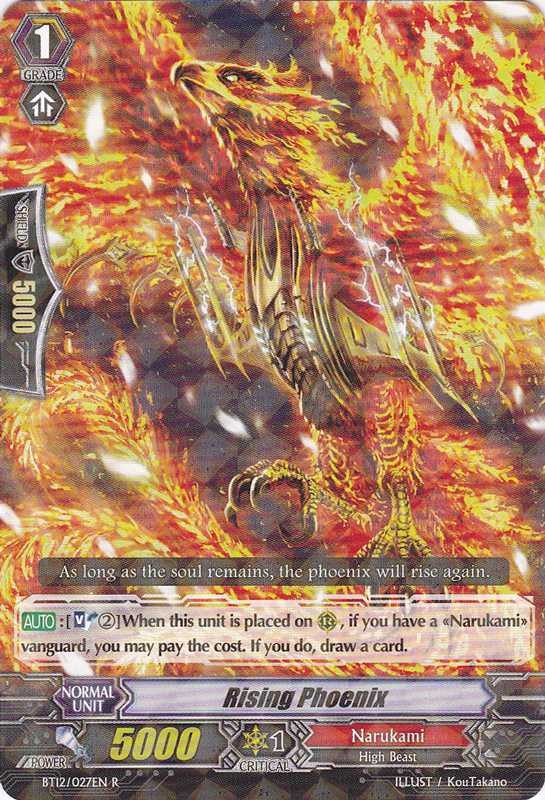 1
GRADE
SHIELD 5000
As long as the soul remains, the phoenix will rise again.
AUTO:[V②]When this unit is placed on R, if you have a «Narukami»
vanguard, you may pay the cost. If you do, draw a card.
NORMAL
UNIT
Rising Phoenix
POWER 5000
1
CRITICAL
Narukami
High Beast
BT12/027EN R
ILLUST / KouTakano